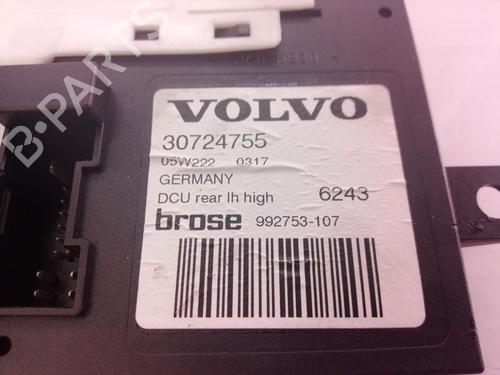 B-PARTS
VOLVO
30724755
05W222 0317
GERMANY
DCU rear lh high 6243
brose 992753-107